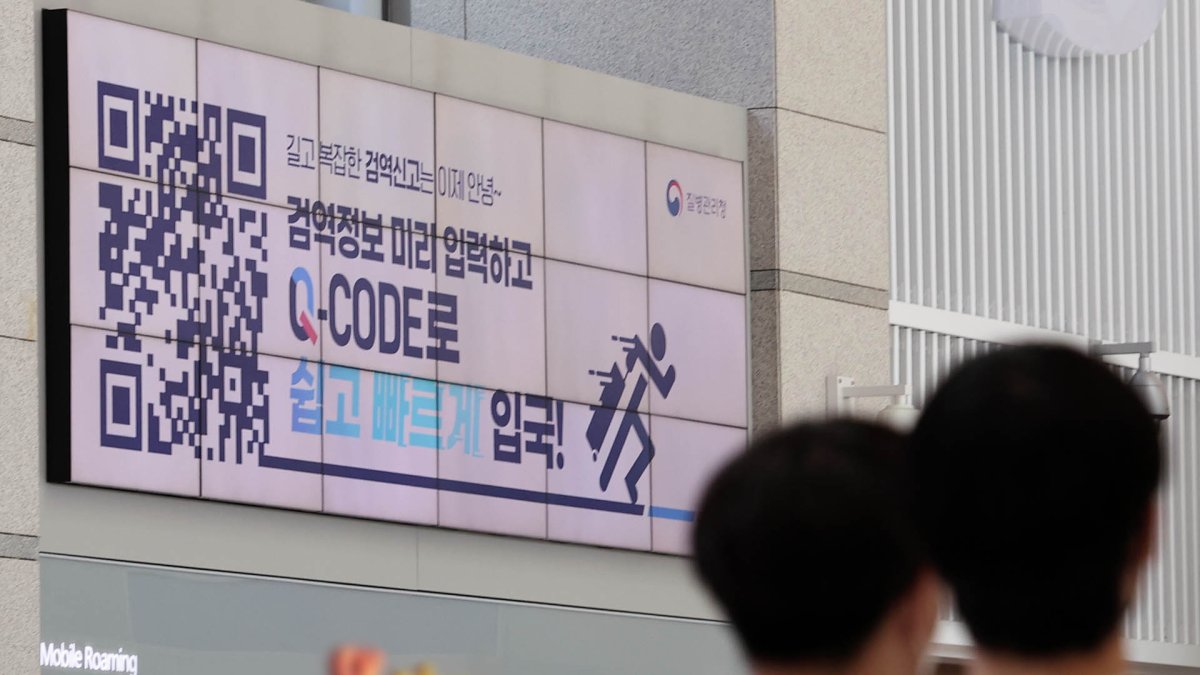 길고 복잡한 검역신고는 이제 안녕~
질병관리청
검역정보 미리 입력하고
Q-CODE로
쉽고 빠르게 입국!
Mobile Roaming